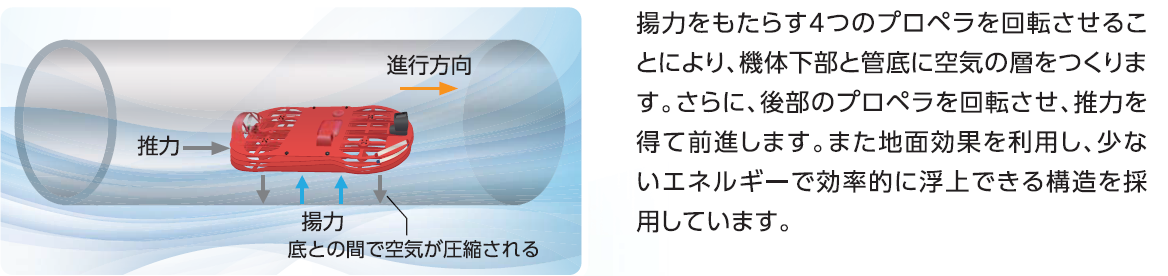 進行方向
推力
揚力
底との間で空気が圧縮される
揚力をもたらす4つのプロペラを回転させるこ
とにより、機体下部と管底に空気の層をつくりま
す。さらに、後部のプロペラを回転させ、推力を
得て前進します。また地面効果を利用し、少な
いエネルギーで効率的に浮上できる構造を採
用しています。